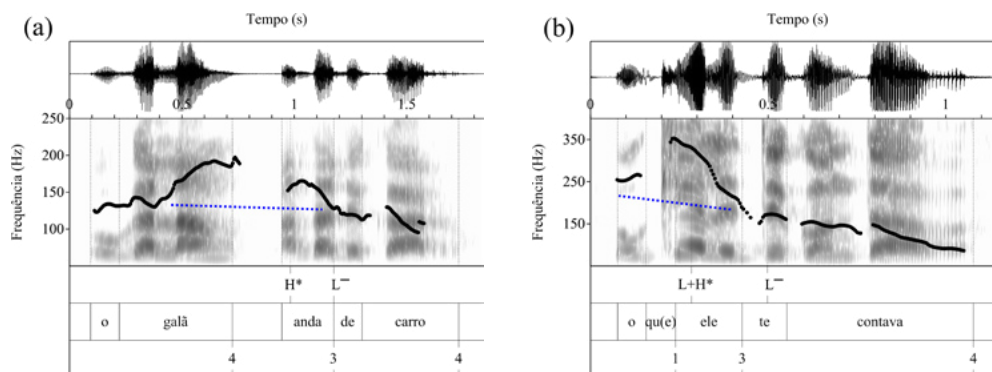 (a)
Tempo (s)
0 0.5 1 1.5
Frequência (Hz)
250
200
150
100
H* L–
o galã anda de carro
4 3 4
(b)
Tempo (s)
0 0.5 1
Frequência (Hz)
350
250
150
L+H* L–
o qu(e) ele te contava
1 3 4